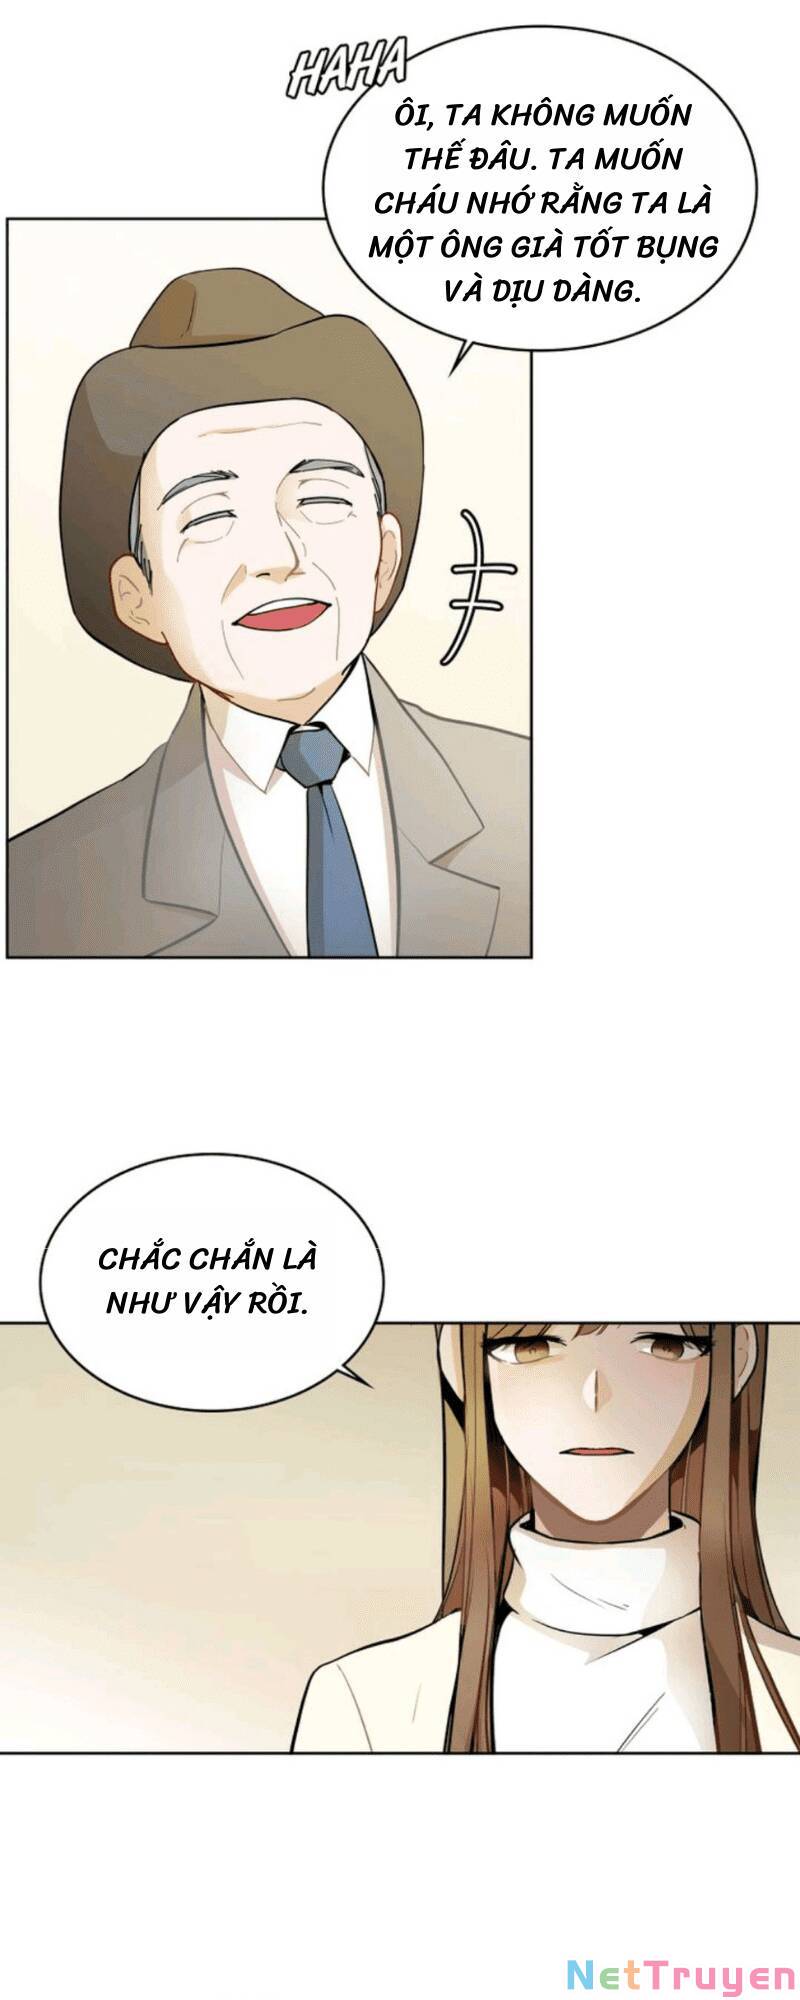 HAHA
ÔI, TA KHÔNG MUỐN
THẾ ĐÂU. TA MUỐN
CHÁU NHỚ RẰNG TA LÀ
MỘT ÔNG GIÀ TỐT BỤNG
VÀ DỊU DÀNG.
CHẮC CHẮN LÀ
NHƯ VẬY RỒI.
NetTruyen